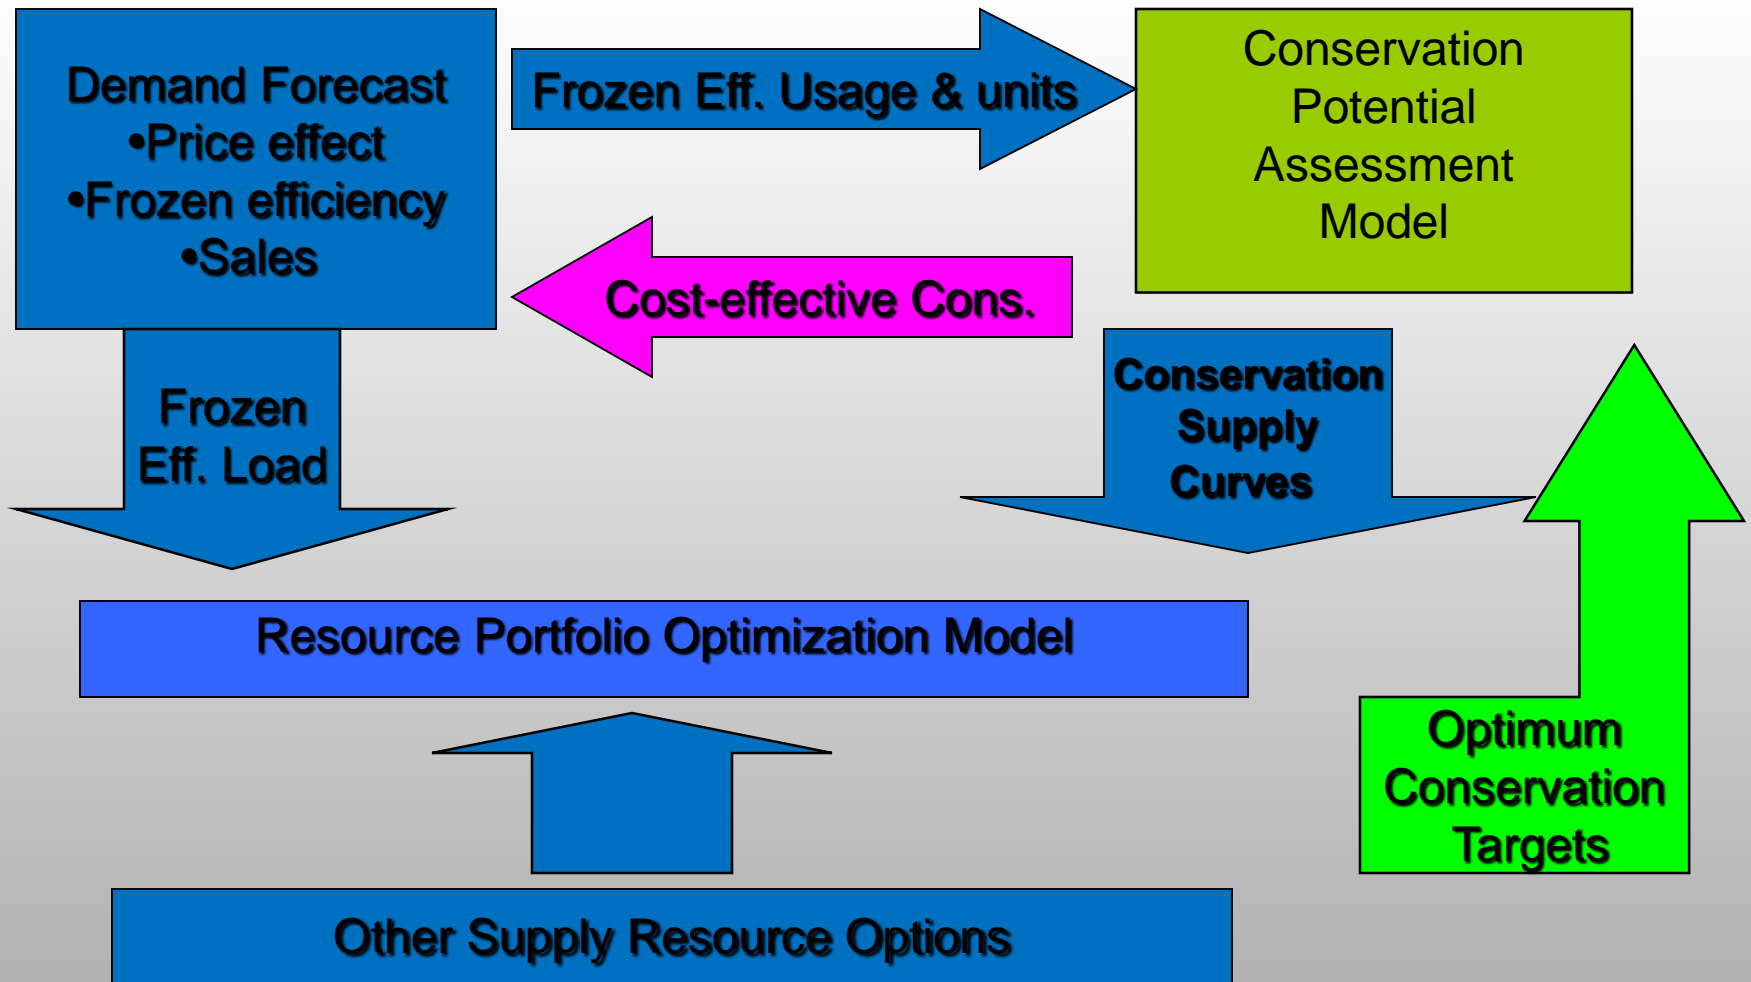 Demand Forecast
•Price effect
•Frozen efficiency
•Sales
Frozen Eff. Usage & units
Conservation
Potential
Assessment
Model
Cost-effective Cons.
Frozen
Eff. Load
Conservation
Supply
Curves
Resource Portfolio Optimization Model
Optimum
Conservation
Targets
Other Supply Resource Options